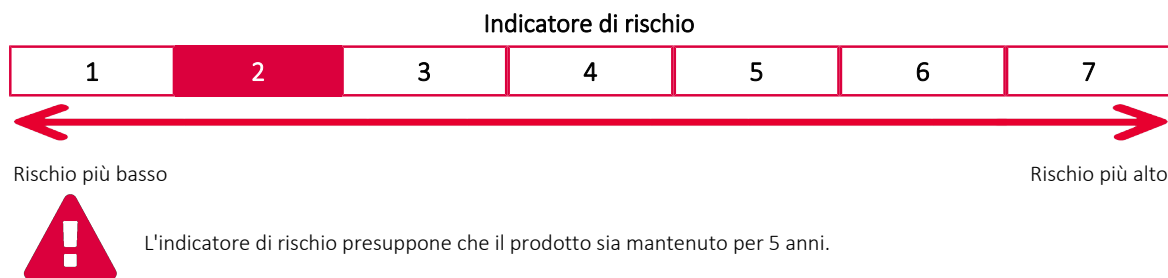 Indicatore di rischio
1 2 3 4 5 6 7
Rischio più basso Rischio più alto
L'indicatore di rischio presuppone che il prodotto sia mantenuto per 5 anni.